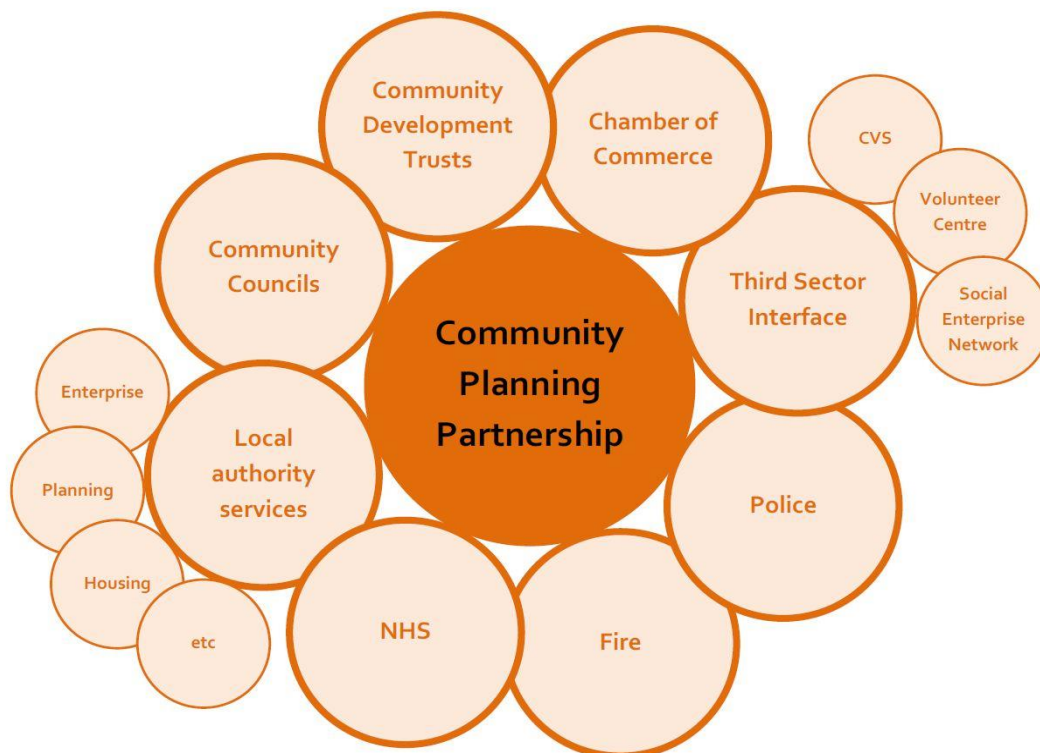 Community
Development
Trusts
Chamber of
Commerce
CVS
Volunteer
Centre
Community
Councils
Third Sector
Interface
Social
Enterprise
Network
Community
Planning
Partnership
Enterprise
Local
authority
services
Planning
Police
Housing
etc
NHS
Fire